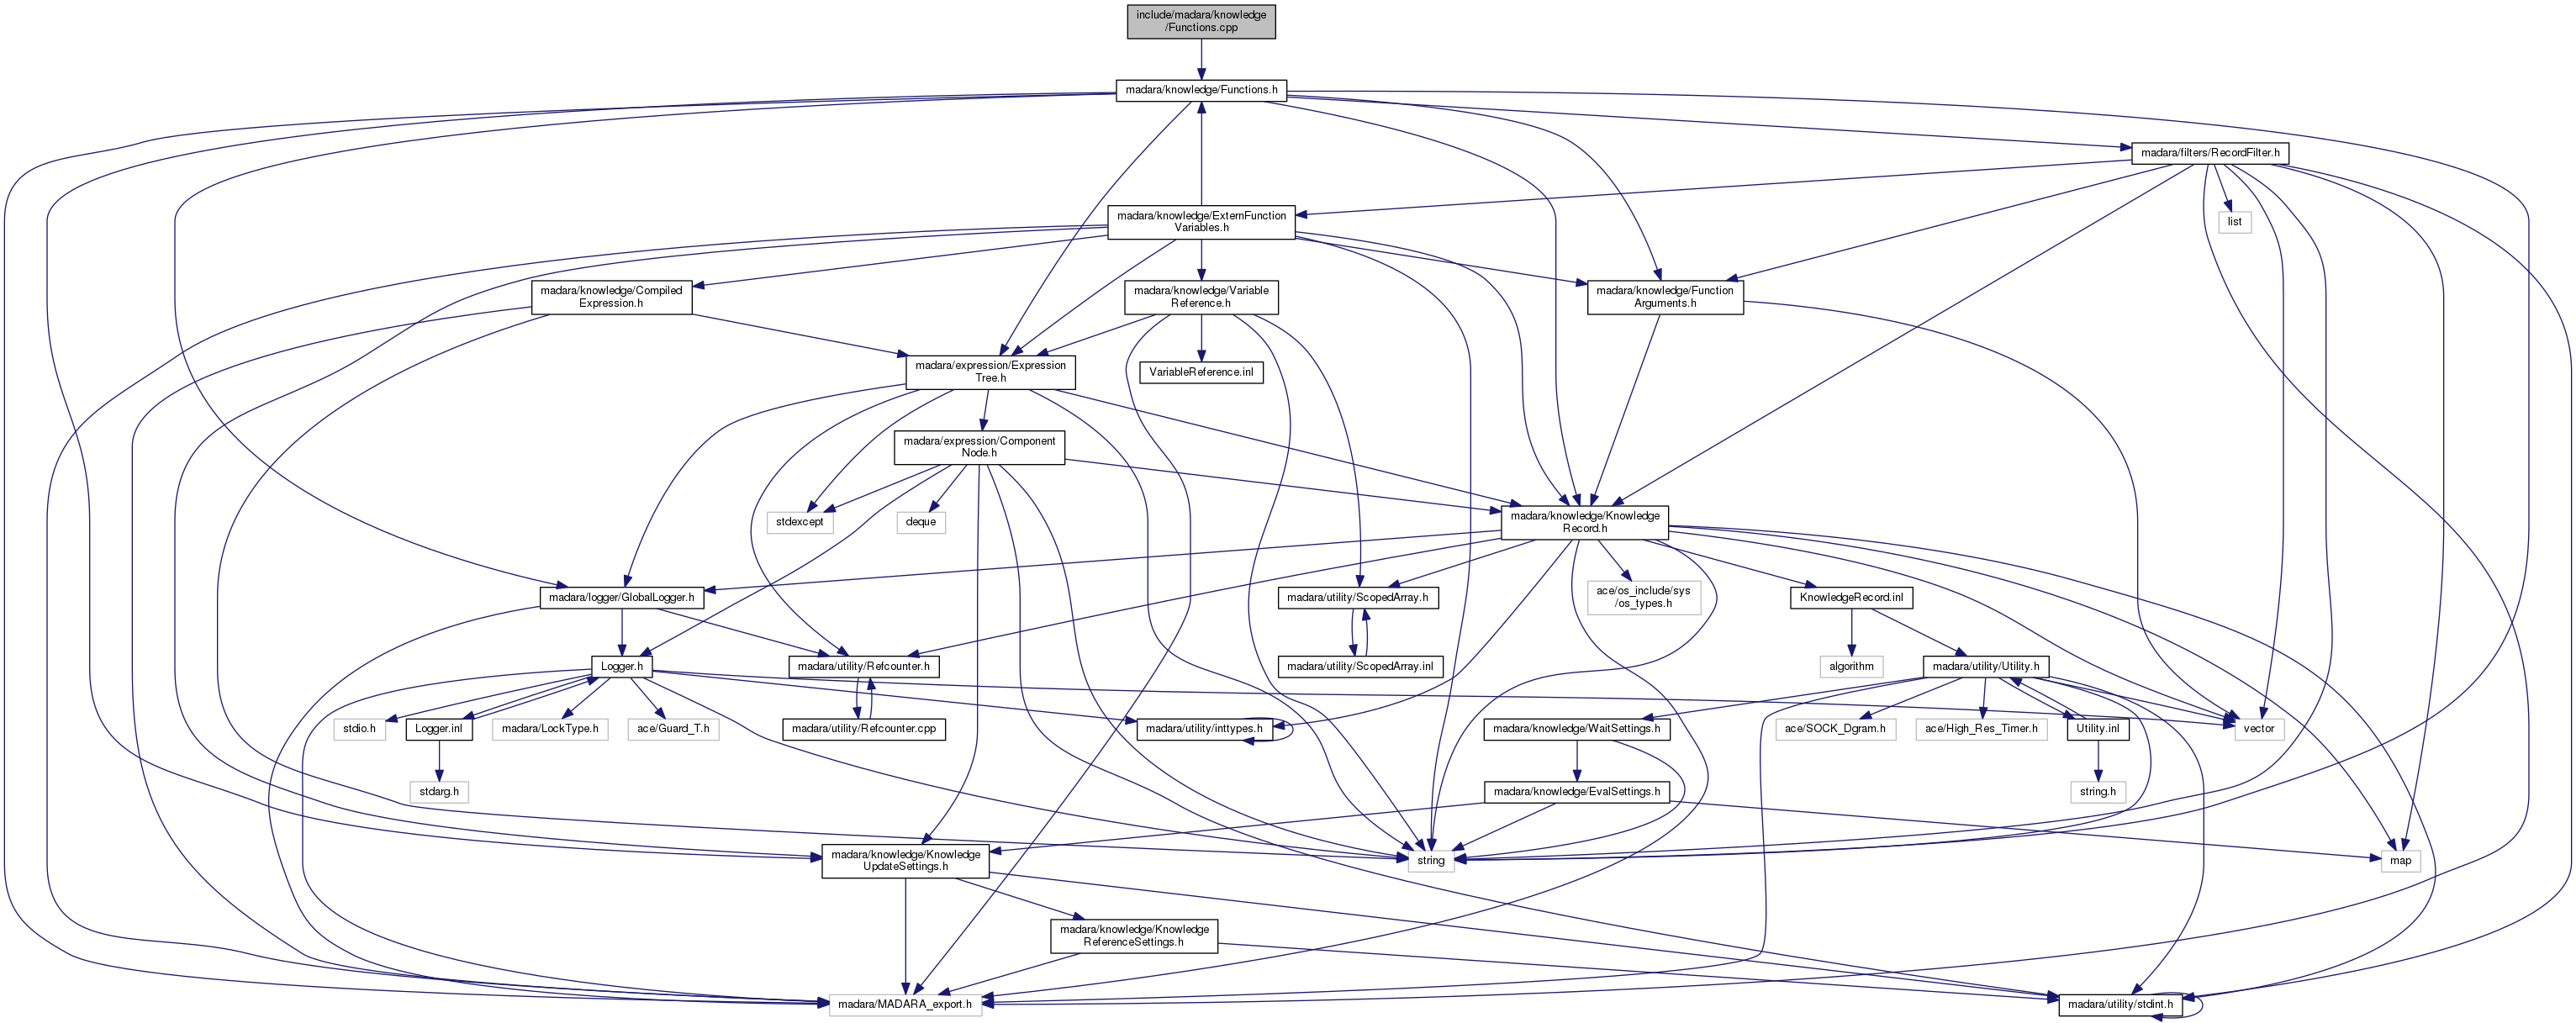 include/madara/knowledge
/Functions.cpp
madara/knowledge/Functions.h
madara/filters/RecordFilter.h
madara/knowledge/ExternFunction
Variables.h
list
madara/knowledge/Compiled
Expression.h
madara/knowledge/Variable
Reference.h
madara/knowledge/Function
Arguments.h
madara/expression/Expression
Tree.h
VariableReference.inl
madara/expression/Component
Node.h
stdexcept
deque
madara/knowledge/Knowledge
Record.h
madara/logger/GlobalLogger.h
madara/utility/ScopedArray.h
ace/os_include/sys
/os_types.h
KnowledgeRecord.inl
Logger.h
madara/utility/Refcounter.h
madara/utility/ScopedArray.inl
algorithm
madara/utility/Utility.h
stdio.h
Logger.inl
madara/LockType.h
ace/Guard_T.h
madara/utility/Refcounter.cpp
madara/utility/inttypes.h
madara/knowledge/WaitSettings.h
ace/SOCK_Dgram.h
ace/High_Res_Timer.h
Utility.inl
vector
stdarg.h
madara/knowledge/EvalSettings.h
string.h
madara/knowledge/Knowledge
UpdateSettings.h
string
map
madara/knowledge/Knowledge
ReferenceSettings.h
madara/MADARA_export.h
madara/utility/stdint.h